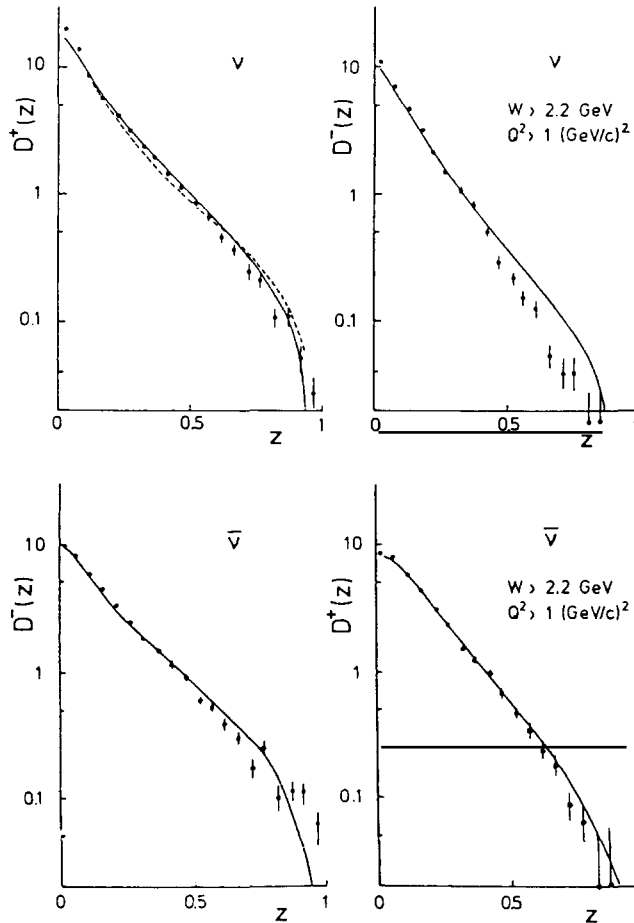 ν
D⁺(z)
10
1
0.1
0
0.5
1
z
ν
W > 2.2 GeV
Q² > 1 (GeV/c)²
D⁻(z)
10
1
0.1
0
0.5
z
ν̅
D⁻(z)
10
1
0.1
0
0.5
1
z
ν̅
W > 2.2 GeV
Q² > 1 (GeV/c)²
D⁺(z)
10
1
0.1
0
0.5
z